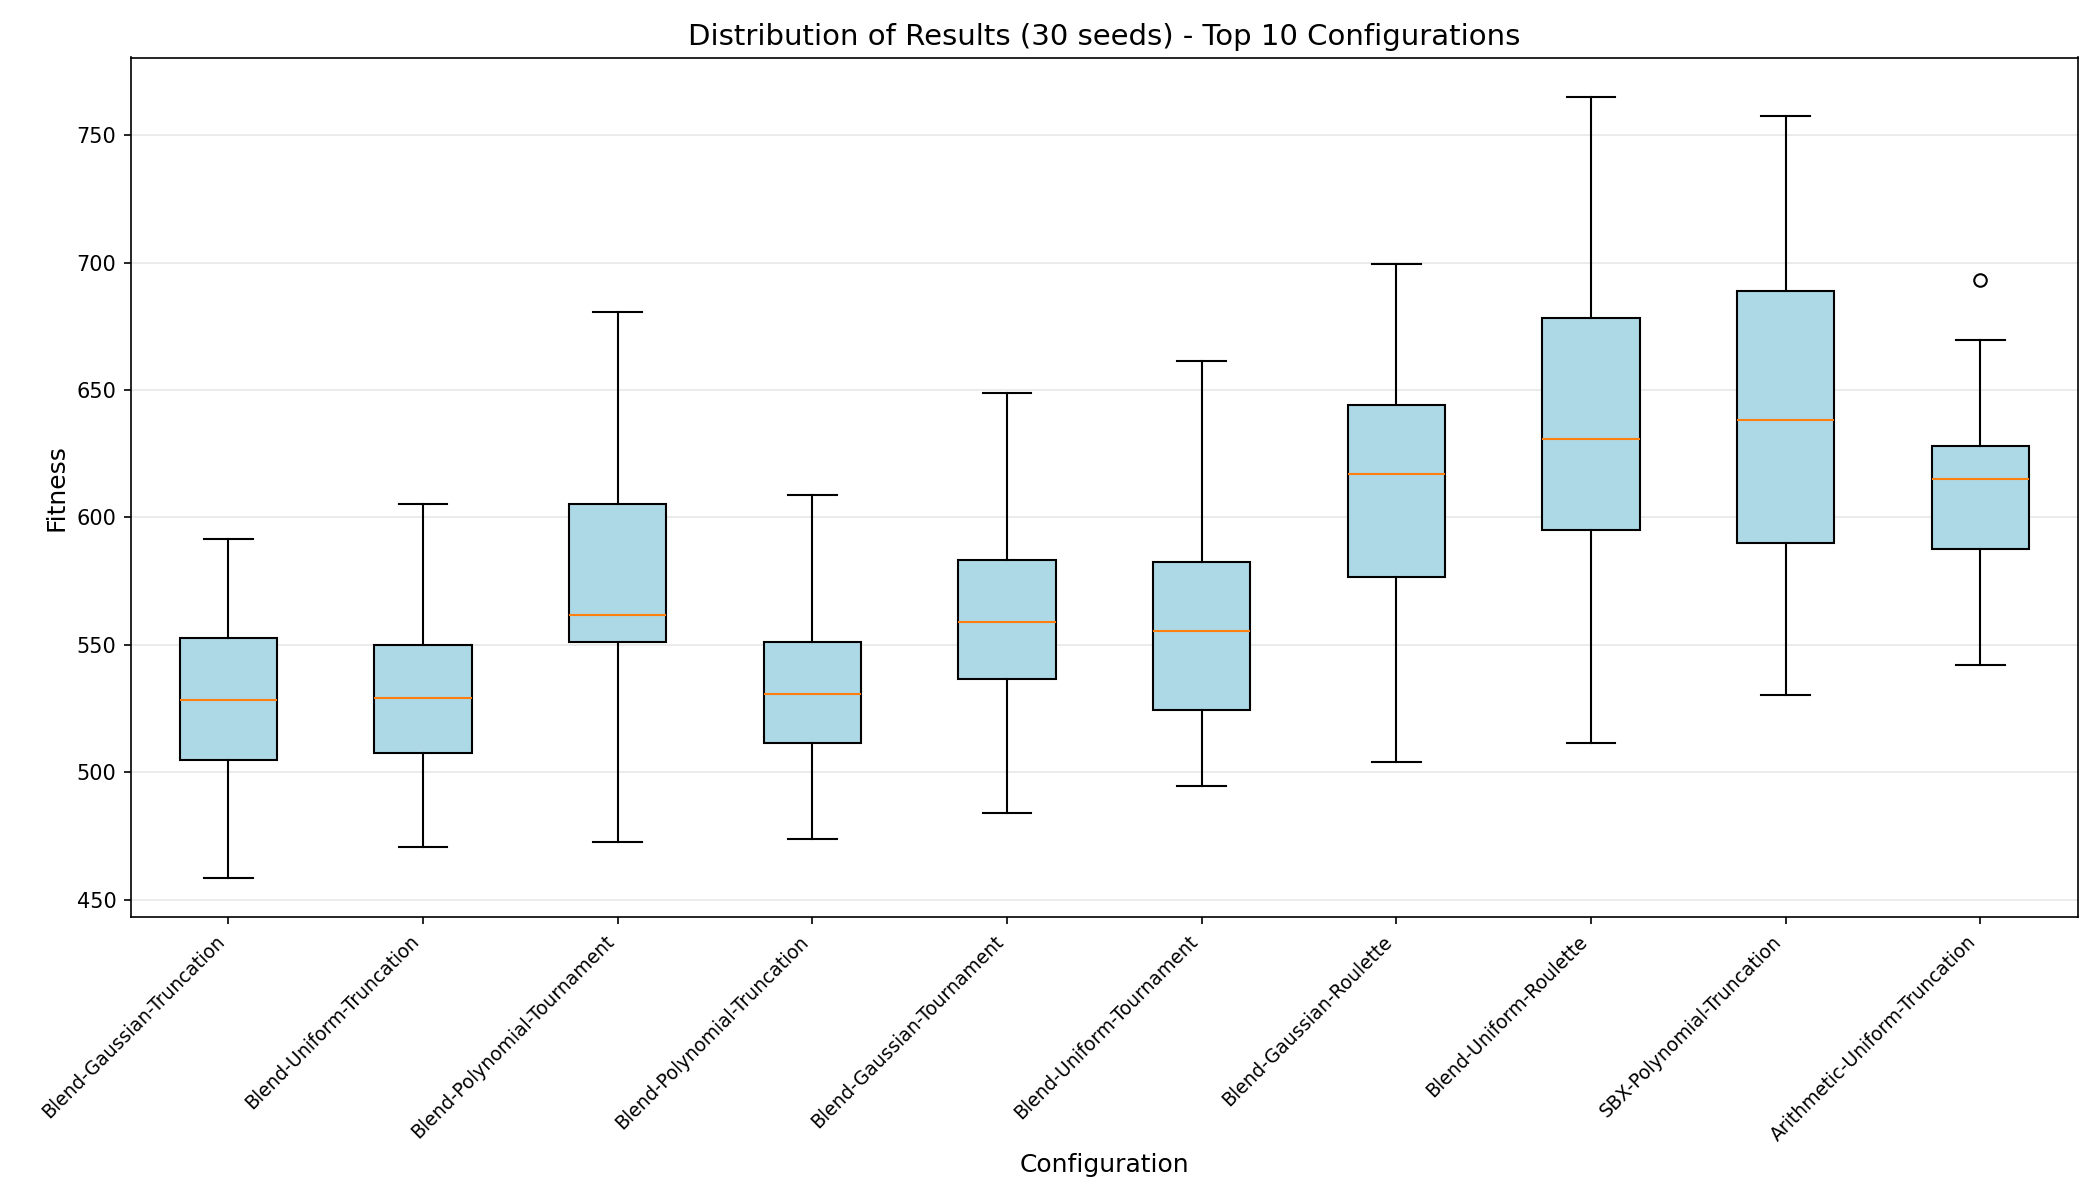 Distribution of Results (30 seeds) - Top 10 Configurations
Fitness
750
700
650
600
550
500
450
Blend-Gaussian-Truncation
Blend-Uniform-Truncation
Blend-Polynomial-Tournament
Blend-Polynomial-Truncation
Blend-Gaussian-Tournament
Blend-Uniform-Tournament
Blend-Gaussian-Roulette
Blend-Uniform-Roulette
SBX-Polynomial-Truncation
Arithmetic-Uniform-Truncation
Configuration